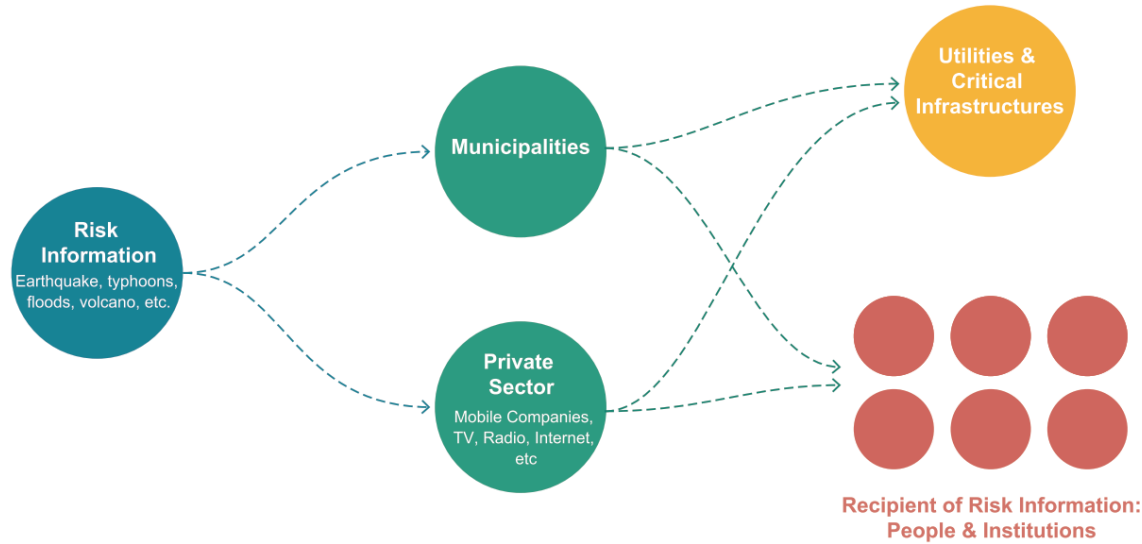 Risk
Information
Earthquake, typhoons,
floods, volcano, etc.
Municipalities
Private
Sector
Mobile Companies,
TV, Radio, Internet,
etc
Utilities &
Critical
Infrastructures
Recipient of Risk Information:
People & Institutions